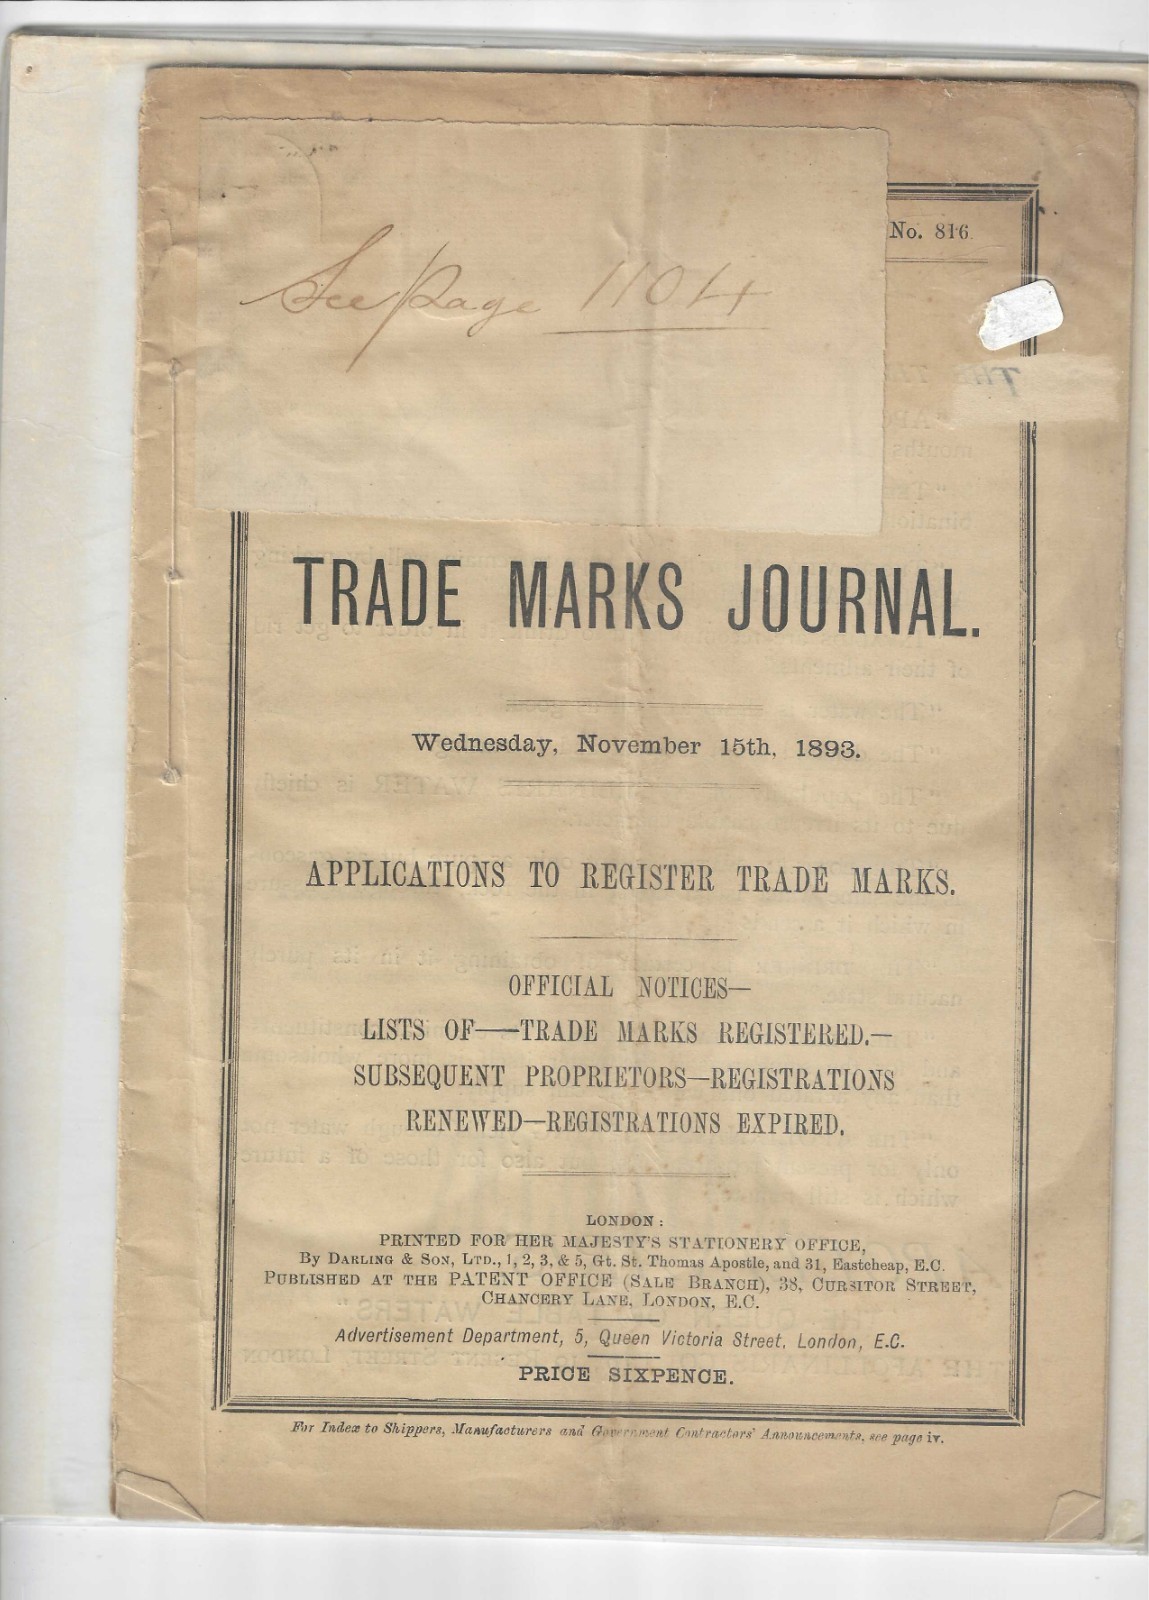 No. 816.
See page 1104
TRADE MARKS JOURNAL.
Wednesday, November 15th, 1893.
APPLICATIONS TO REGISTER TRADE MARKS.
OFFICIAL NOTICES—
LISTS OF—TRADE MARKS REGISTERED.—
SUBSEQUENT PROPRIETORS—REGISTRATIONS
RENEWED—REGISTRATIONS EXPIRED.
LONDON:
PRINTED FOR HER MAJESTY'S STATIONERY OFFICE,
By DARLING & SON, LTD., 1, 2, 3, & 5, Gt. St. Thomas Apostle, and 31, Eastcheap, E.C.
PUBLISHED AT THE PATENT OFFICE (SALE BRANCH), 38, CURSITOR STREET,
CHANCERY LANE, LONDON, E.C.
Advertisement Department, 5, Queen Victoria Street, London, E.C.
PRICE SIXPENCE.
For Index to Shippers, Manufacturers and Government Contractors' Announcements, see page iv.